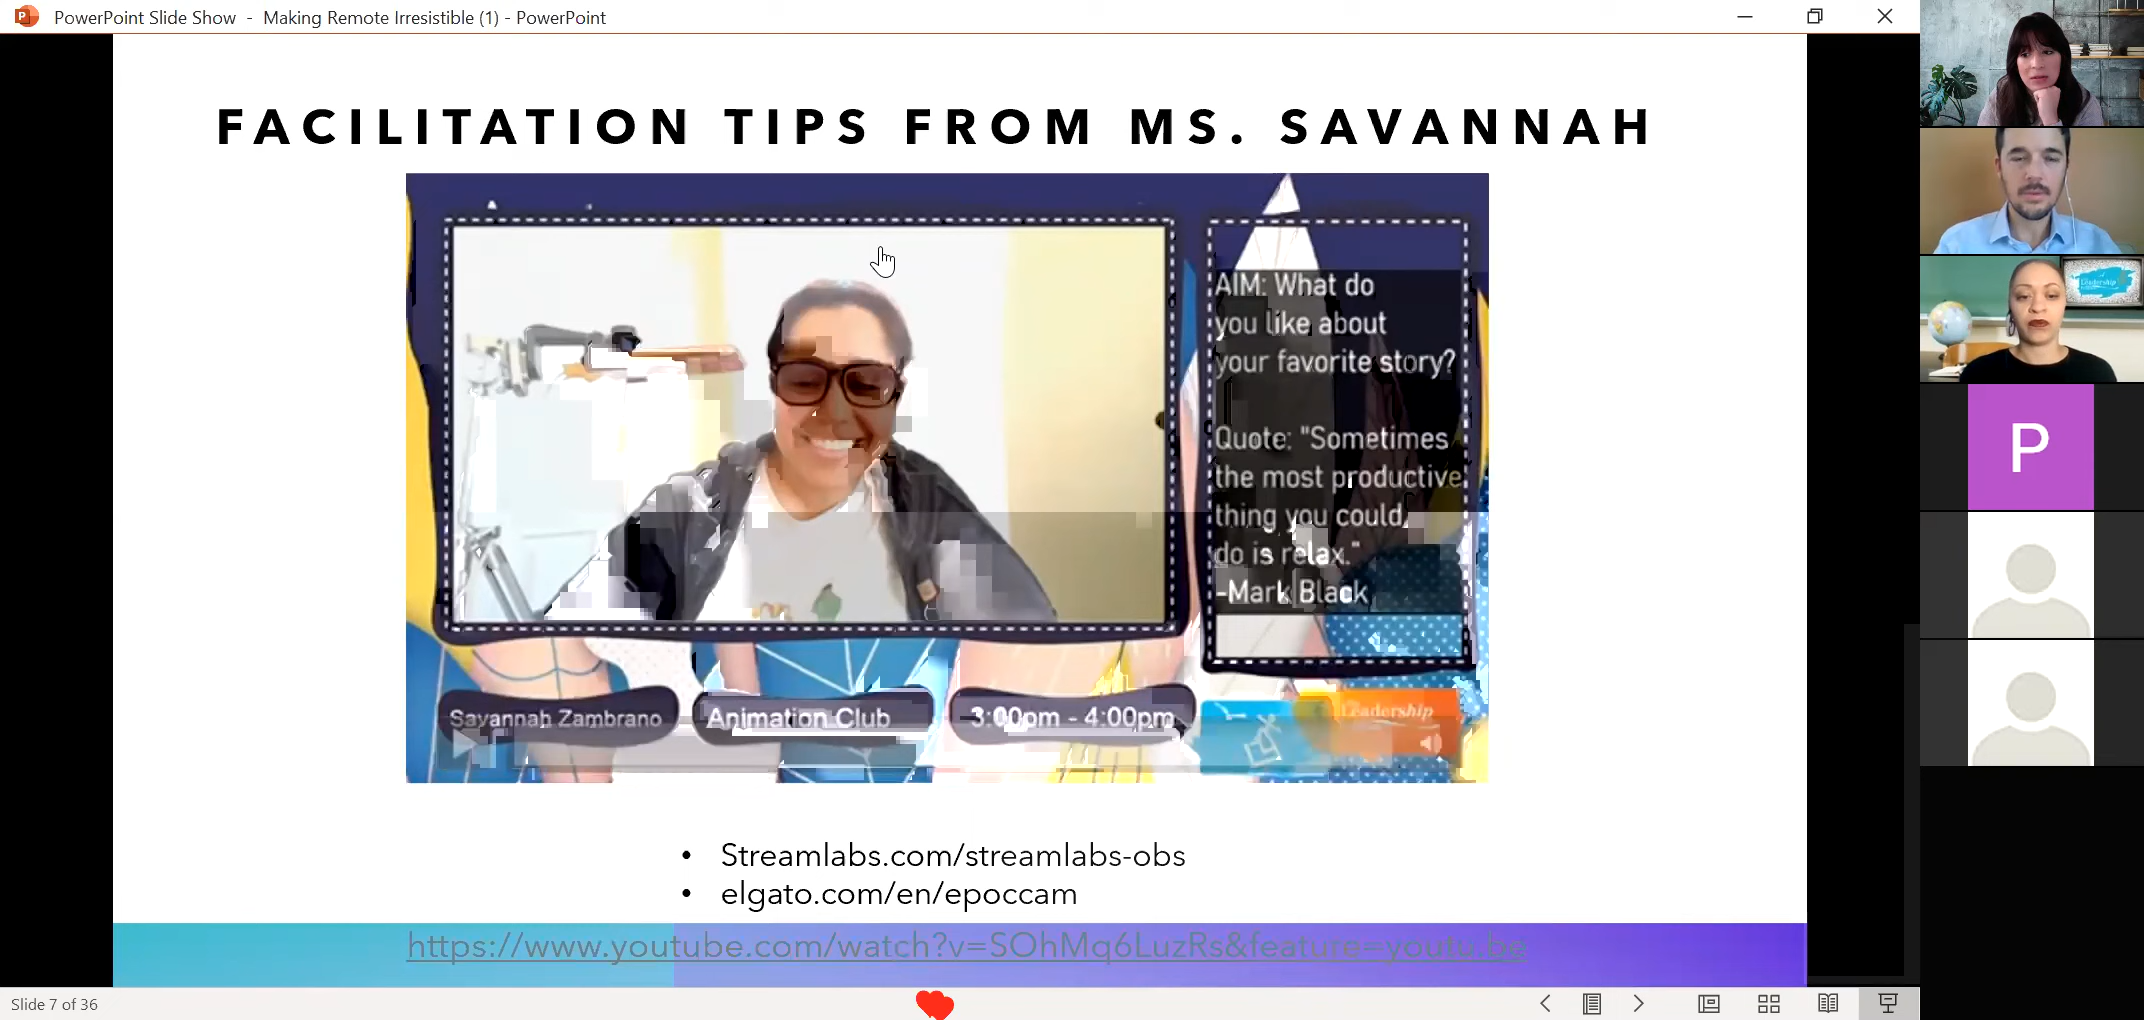 PowerPoint Slide Show - Making Remote Irresistible (1) - PowerPoint
FACILITATION TIPS FROM MS. SAVANNAH
AIM: What do
you like about
your favorite story?
Quote: "Sometimes
the most productive
thing you could
do is relax."
-Mark Black
Savannah Zambrano
Animation Club
3:00pm - 4:00pm
Leadership
• Streamlabs.com/streamlabs-obs
• elgato.com/en/epoccam
https://www.youtube.com/watch?v=SOhMq6LuzRs&feature=youtu.be
Slide 7 of 36
Leadership
P